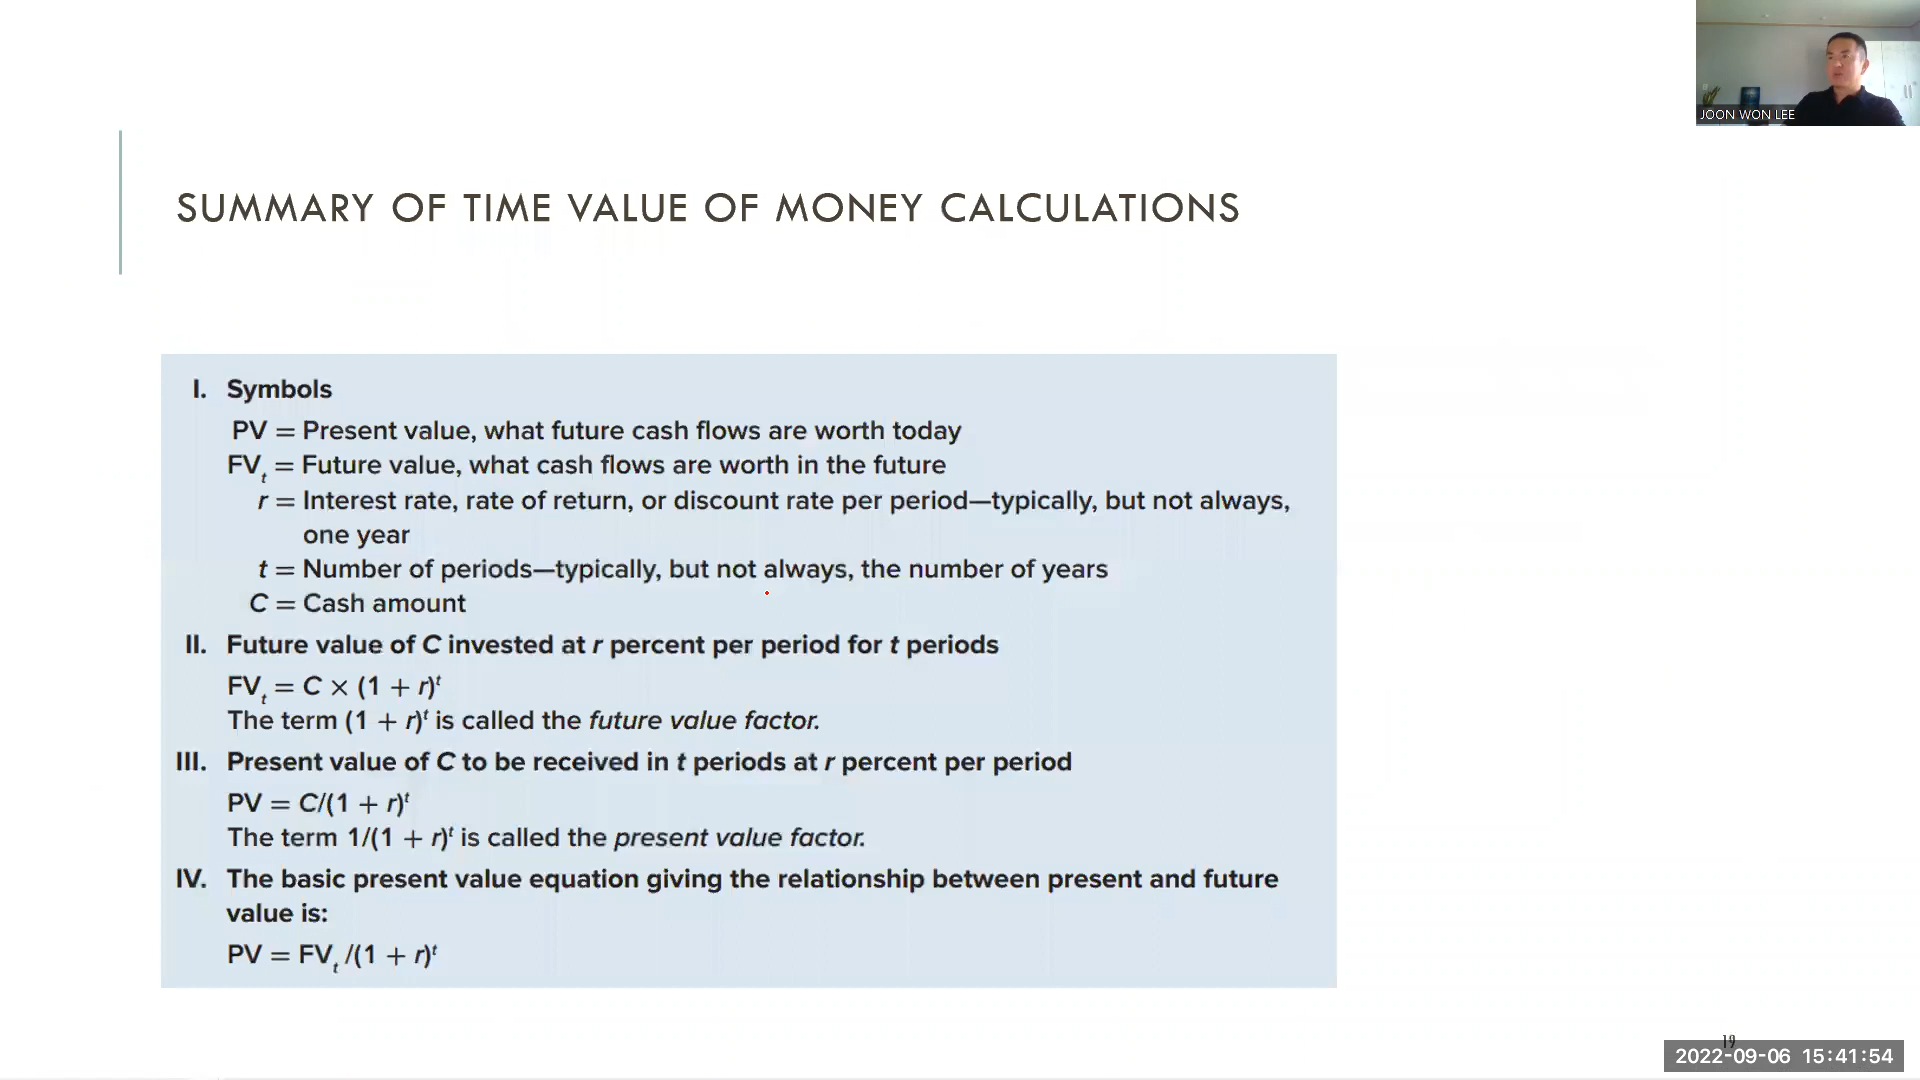 JOON WON LEE
SUMMARY OF TIME VALUE OF MONEY CALCULATIONS
I. Symbols
PV = Present value, what future cash flows are worth today
FVt = Future value, what cash flows are worth in the future
r = Interest rate, rate of return, or discount rate per period—typically, but not always,
one year
t = Number of periods—typically, but not always, the number of years
C = Cash amount
II. Future value of C invested at r percent per period for t periods
FVt = C × (1 + r)^t
The term (1 + r)^t is called the future value factor.
III. Present value of C to be received in t periods at r percent per period
PV = C/(1 + r)^t
The term 1/(1 + r)^t is called the present value factor.
IV. The basic present value equation giving the relationship between present and future
value is:
PV = FVt /(1 + r)^t
19
2022-09-06 15:41:54